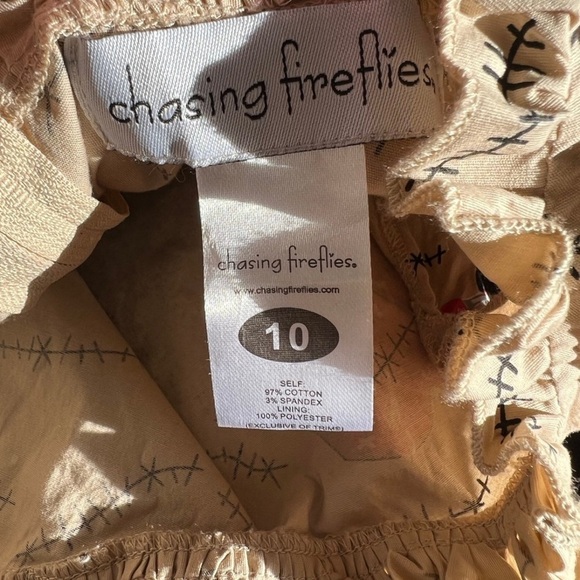 chasing fireflies.
chasing fireflies.
www.chasingfireflies.com
10
SELF:
97% COTTON
3% SPANDEX
LINING:
100% POLYESTER
(EXCLUSIVE OF TRIMS)